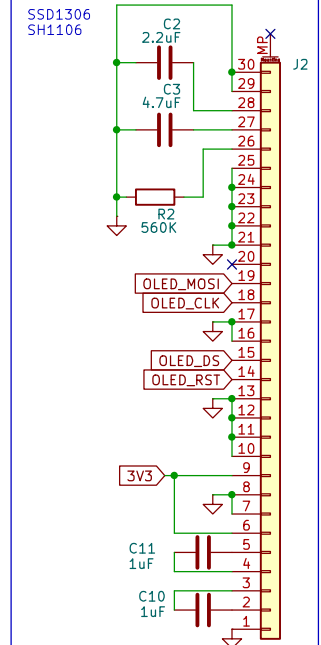 SSD1306
SH1106
C2
2.2uF
C3
4.7uF
R2
560K
MP
J2
30
29
28
27
26
25
24
23
22
21
20
19
OLED_MOSI
18
OLED_CLK
17
16
15
OLED_DS
14
OLED_RST
13
12
11
10
9
3V3
8
7
6
5
C11
1uF
4
3
C10
1uF
2
1